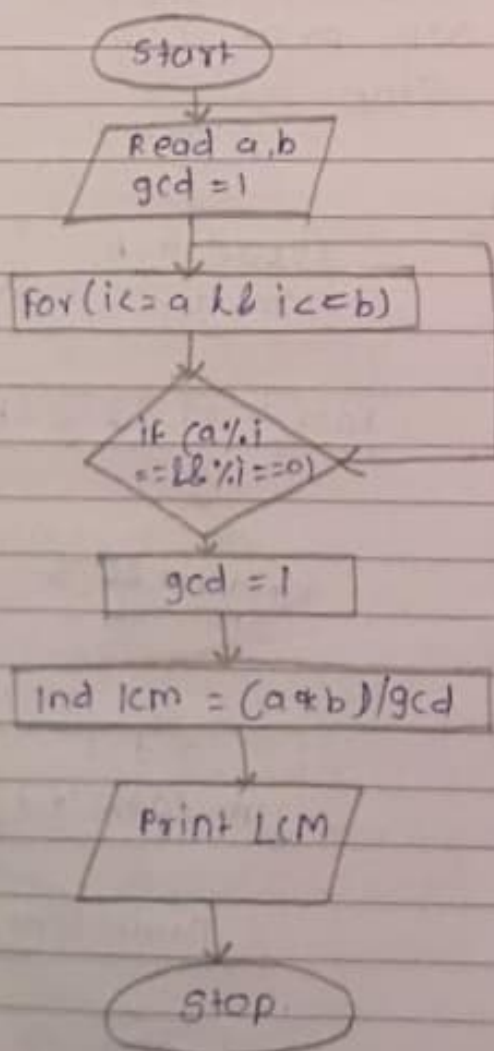 Start
Read a,b
gcd = 1
For(i<=a && i<=b)
if (a%i
== && %i==0)
gcd = 1
Ind lcm = (a*b)/gcd
Print LCM
Stop